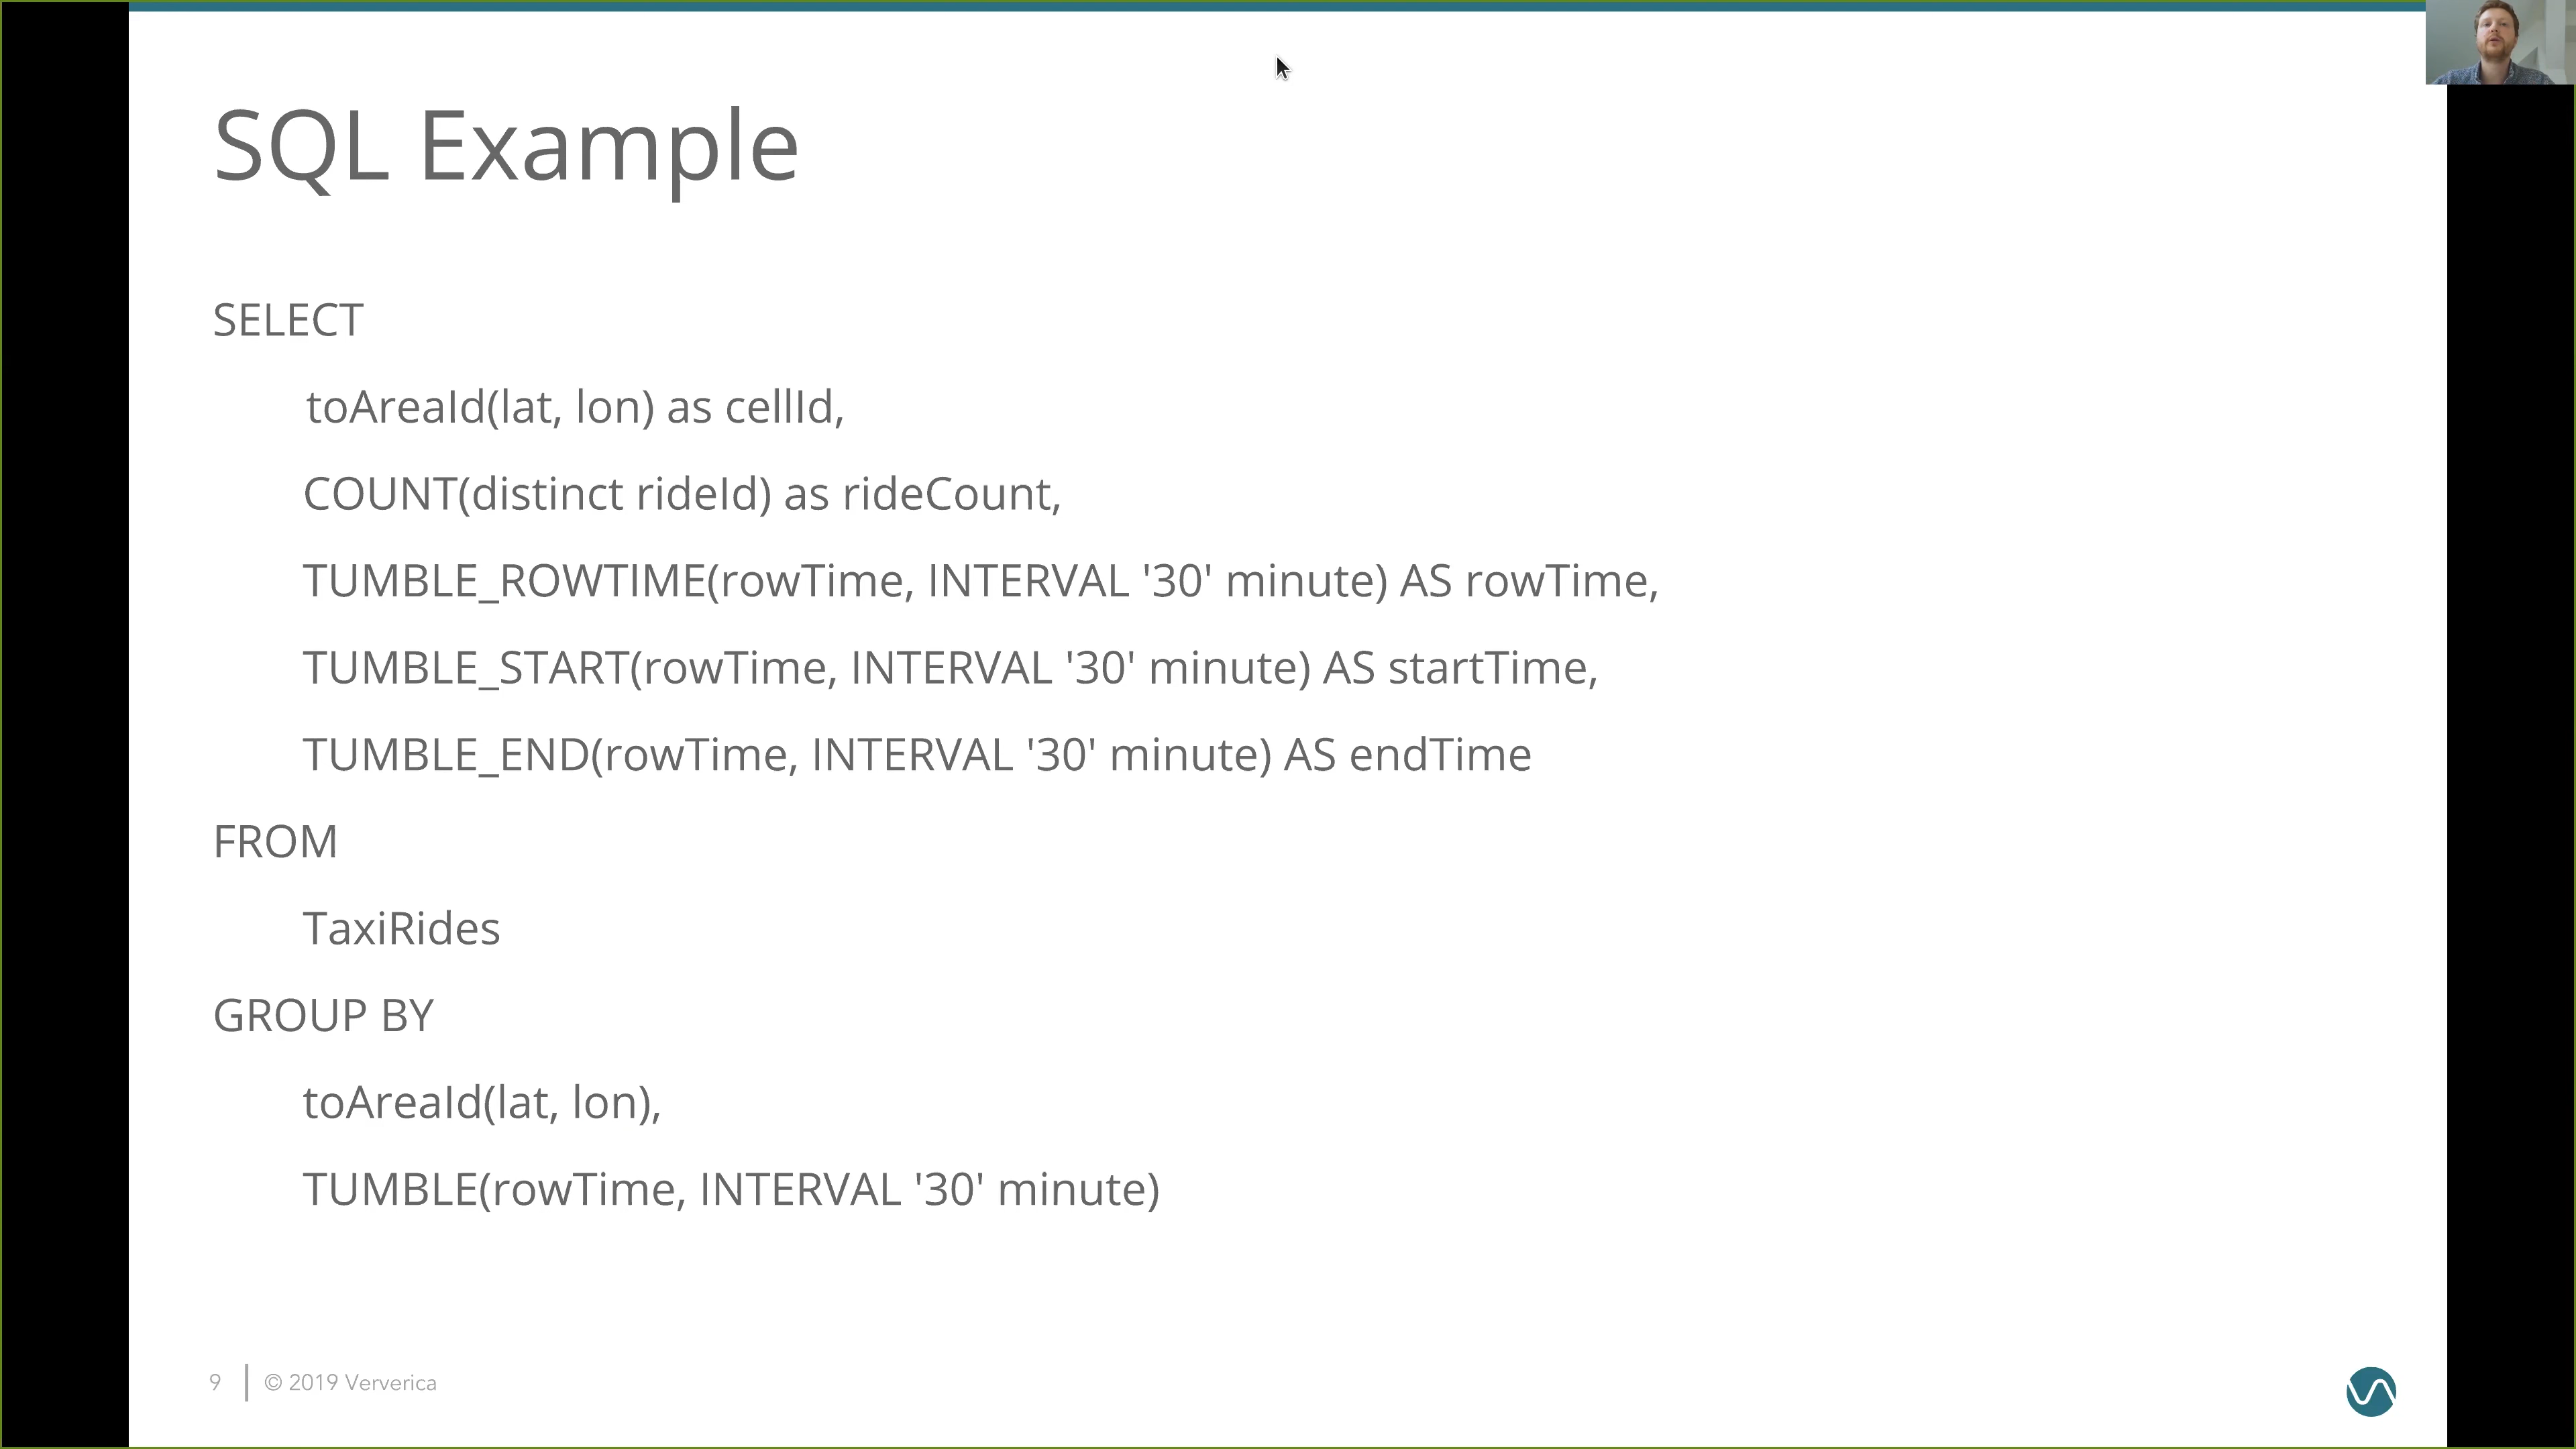 SQL Example
SELECT
toAreaId(lat, lon) as cellId,
COUNT(distinct rideId) as rideCount,
TUMBLE_ROWTIME(rowTime, INTERVAL '30' minute) AS rowTime,
TUMBLE_START(rowTime, INTERVAL '30' minute) AS startTime,
TUMBLE_END(rowTime, INTERVAL '30' minute) AS endTime
FROM
TaxiRides
GROUP BY
toAreaId(lat, lon),
TUMBLE(rowTime, INTERVAL '30' minute)
9 © 2019 Ververica